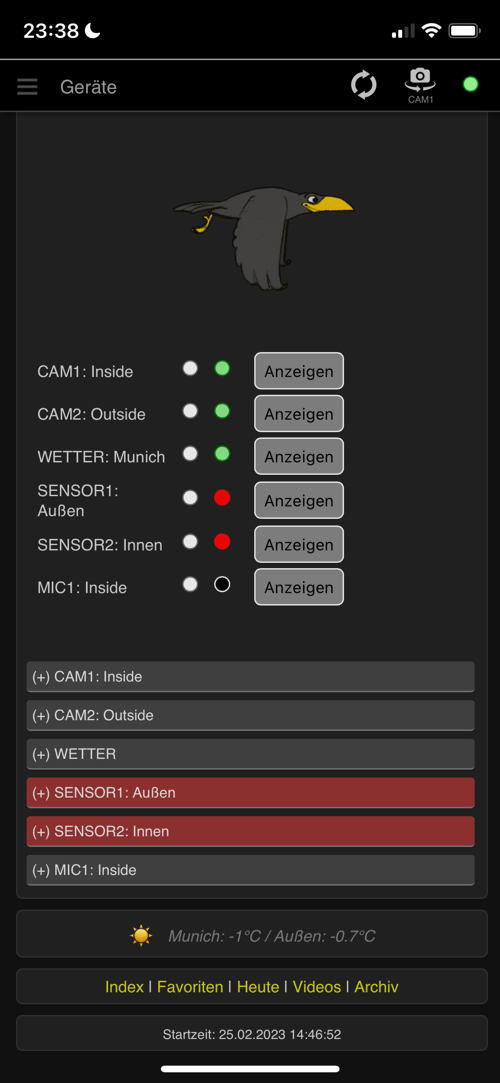 23:38
Geräte
CAM1
CAM1: Inside Anzeigen
CAM2: Outside Anzeigen
WETTER: Munich Anzeigen
SENSOR1:
Außen Anzeigen
SENSOR2: Innen Anzeigen
MIC1: Inside Anzeigen
(+) CAM1: Inside
(+) CAM2: Outside
(+) WETTER
(+) SENSOR1: Außen
(+) SENSOR2: Innen
(+) MIC1: Inside
Munich: -1°C / Außen: -0.7°C
Index | Favoriten | Heute | Videos | Archiv
Startzeit: 25.02.2023 14:46:52